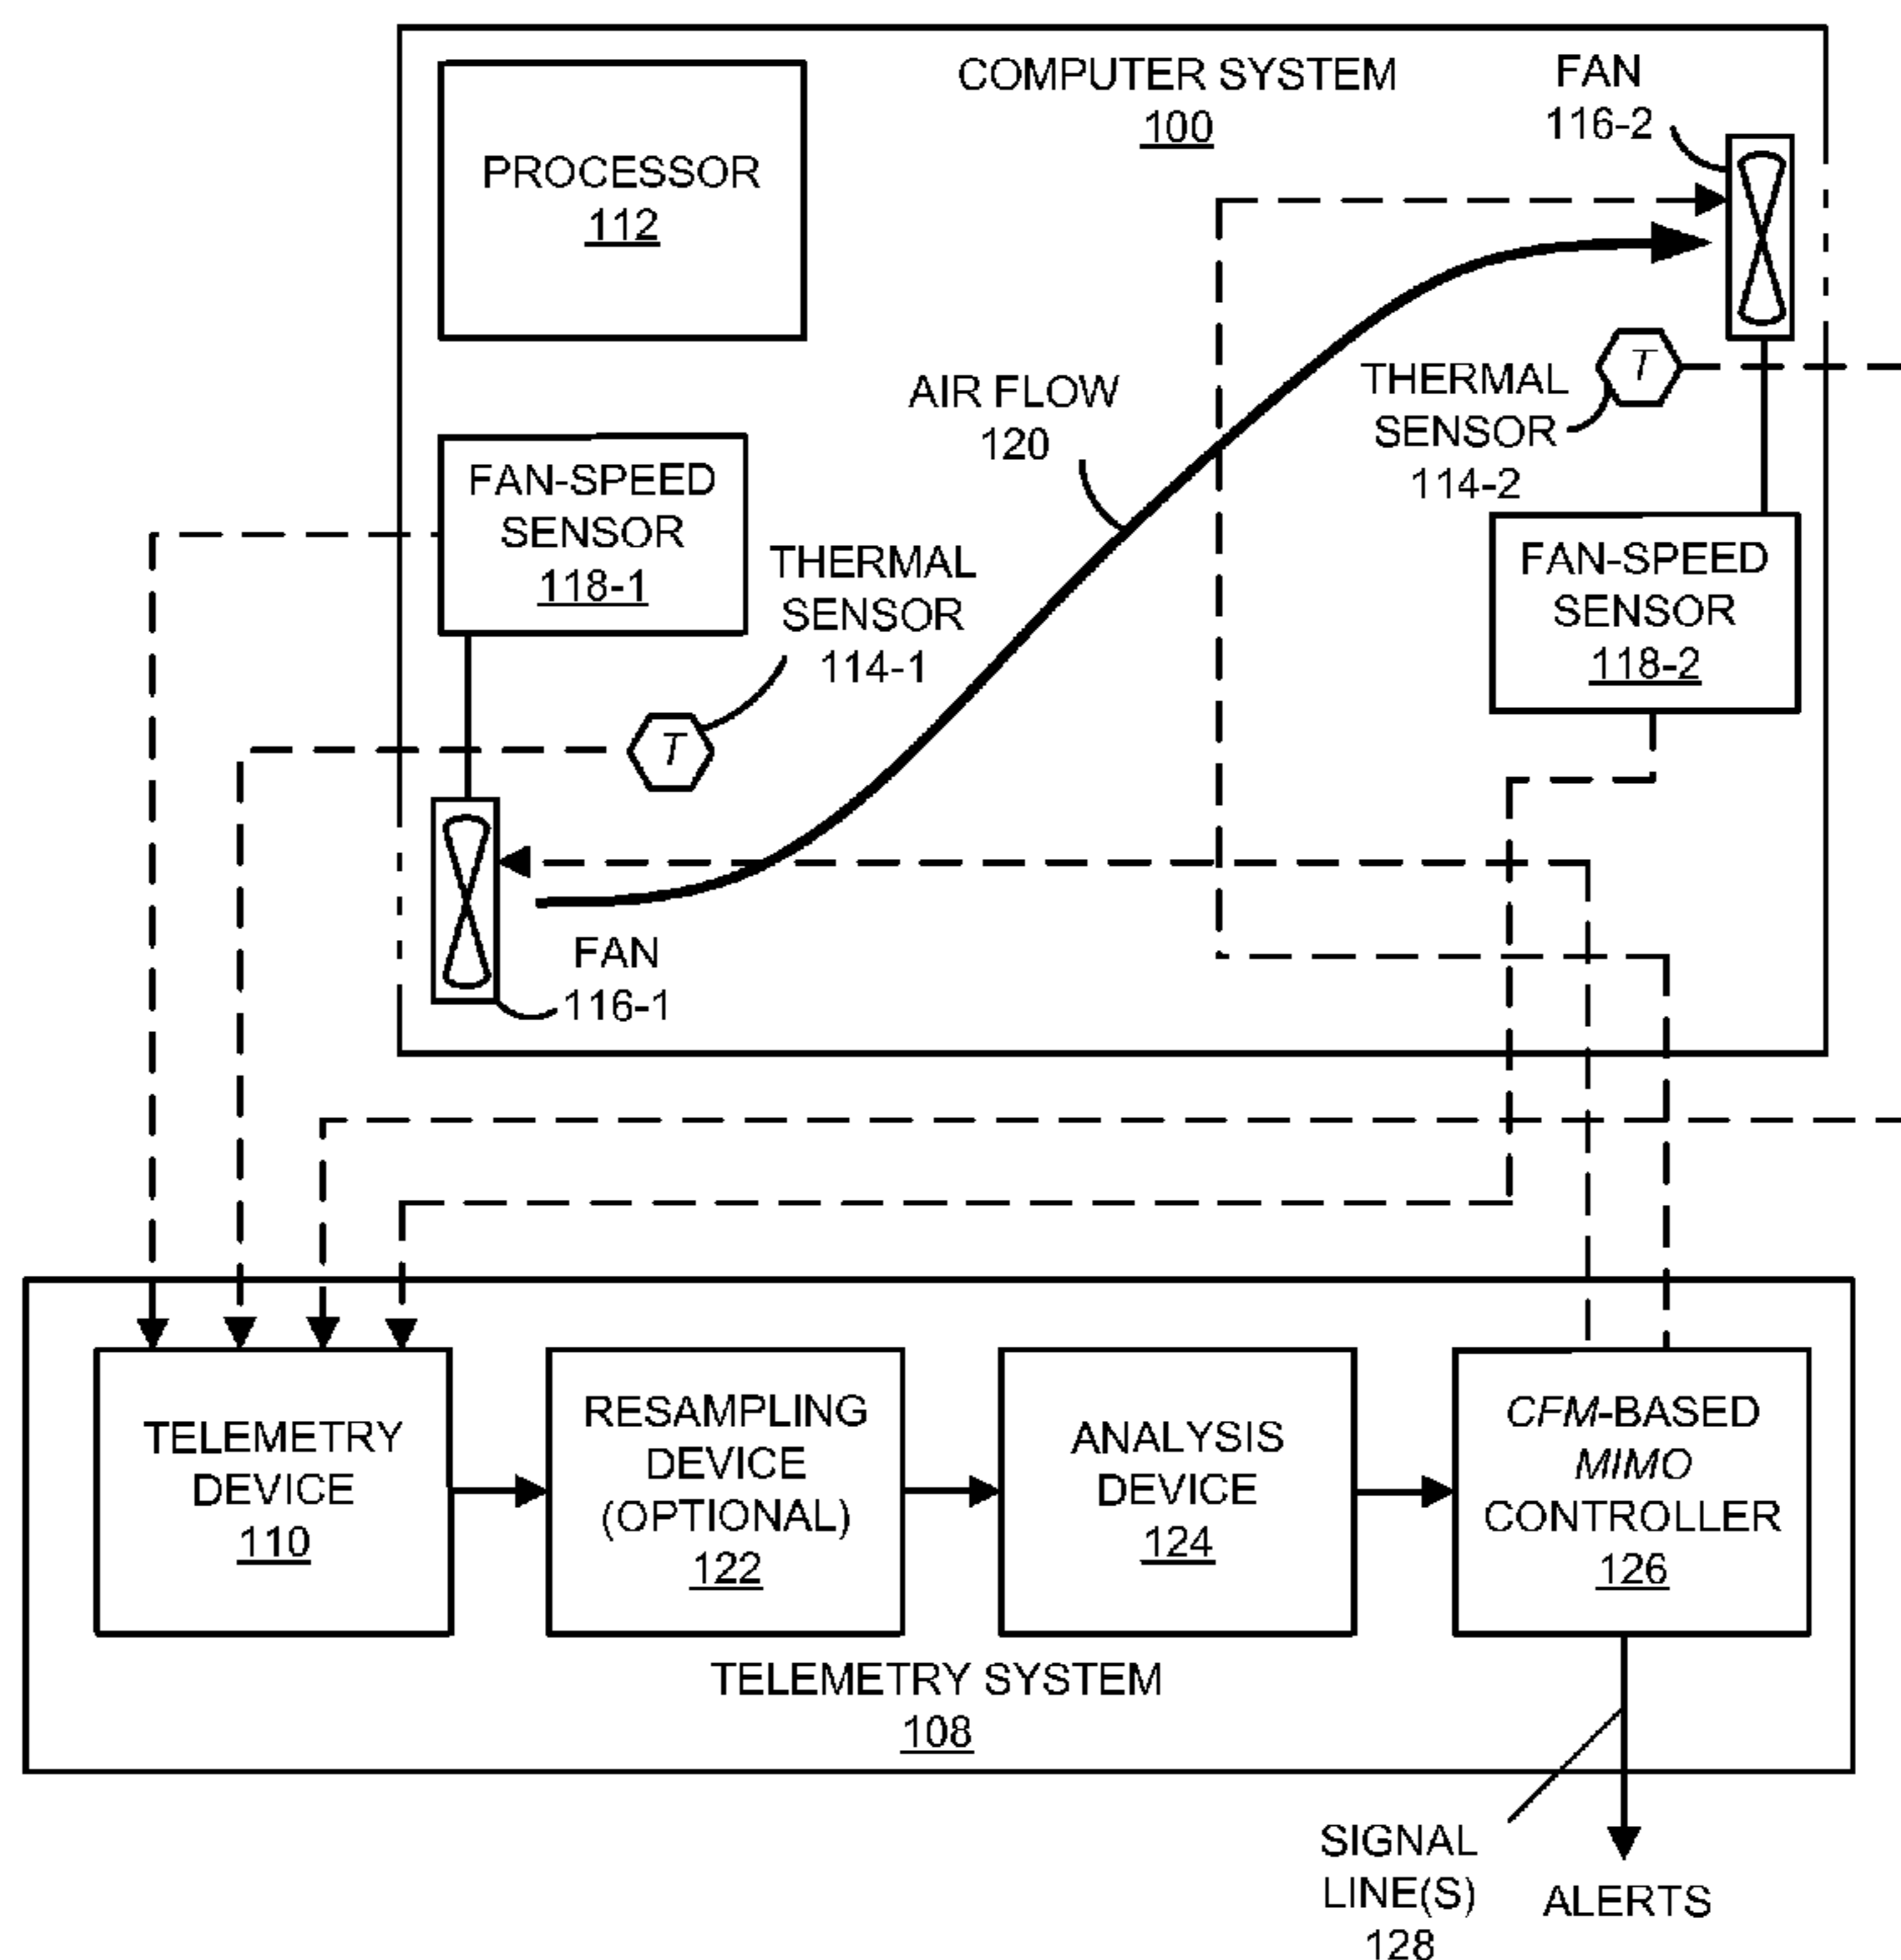 COMPUTER SYSTEM
100
FAN
116-2
PROCESSOR
112
AIR FLOW
120
THERMAL
SENSOR
114-2
T
FAN-SPEED
SENSOR
118-1
THERMAL
SENSOR
114-1
T
FAN-SPEED
SENSOR
118-2
FAN
116-1
TELEMETRY
DEVICE
110
RESAMPLING
DEVICE
(OPTIONAL)
122
ANALYSIS
DEVICE
124
CFM-BASED
MIMO
CONTROLLER
126
TELEMETRY SYSTEM
108
SIGNAL
LINE(S)
128
ALERTS